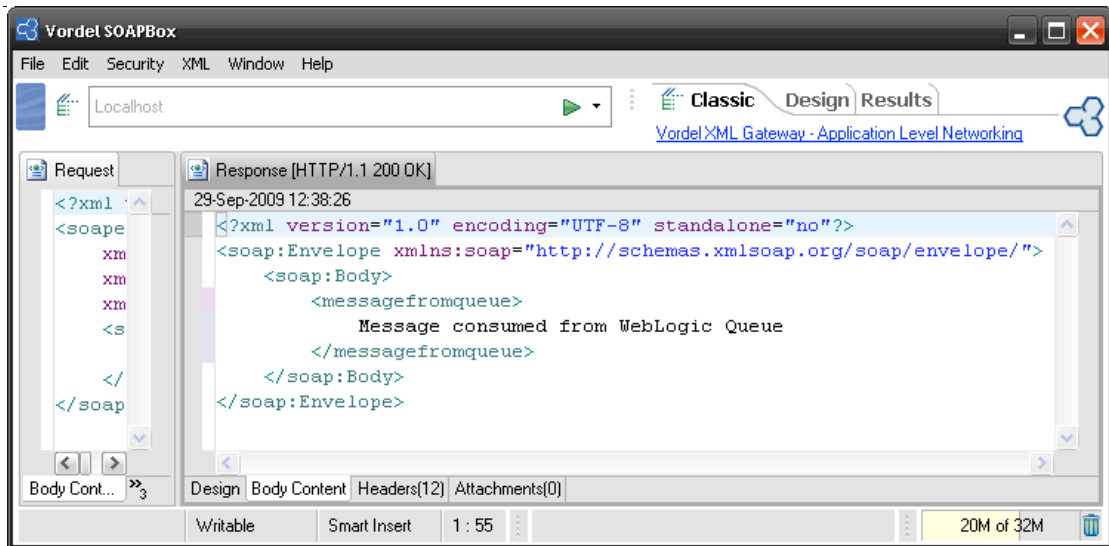 Vordel SOAPBox
File Edit Security XML Window Help
Localhost
Classic Design Results
Vordel XML Gateway - Application Level Networking
Request
<?xml
<soape
xm
xm
xm
<s
</
</soap
Body Cont... »3
Response [HTTP/1.1 200 OK]
29-Sep-2009 12:38:26
<?xml version="1.0" encoding="UTF-8" standalone="no"?>
<soap:Envelope xmlns:soap="http://schemas.xmlsoap.org/soap/envelope/">
<soap:Body>
<messagefromqueue>
Message consumed from WebLogic Queue
</messagefromqueue>
</soap:Body>
</soap:Envelope>
Design Body Content Headers(12) Attachments(0)
Writable Smart Insert 1 : 55 20M of 32M